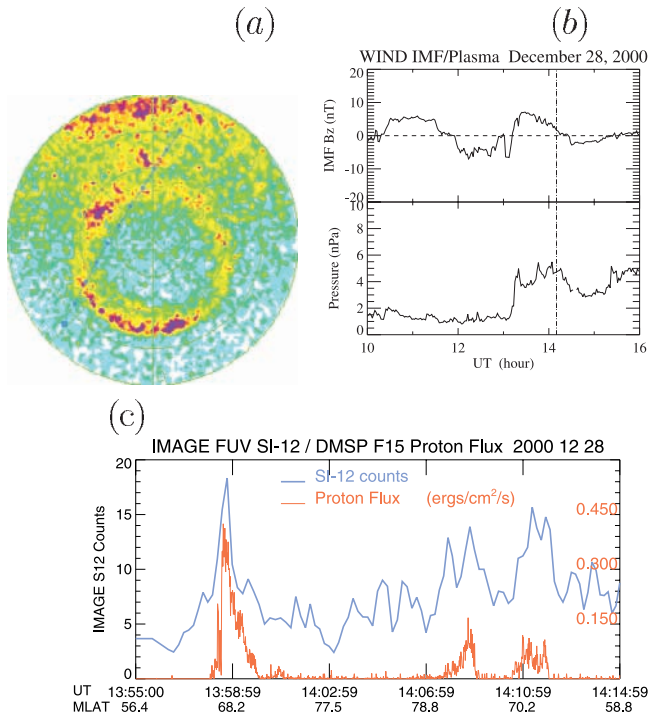 (a)
(b)
WIND IMF/Plasma December 28, 2000
20
10
0
-10
-20
IMF Bz (nT)
10
8
6
4
2
0
Pressure (nPa)
10 12 14 16
UT (hour)
(c)
IMAGE FUV SI-12 / DMSP F15 Proton Flux 2000 12 28
20
15
10
5
0
IMAGE S12 Counts
SI-12 counts
Proton Flux (ergs/cm²/s)
0.450
0.300
0.150
UT 13:55:00 13:58:59 14:02:59 14:06:59 14:10:59 14:14:59
MLAT 56.4 68.2 77.5 78.8 70.2 58.8